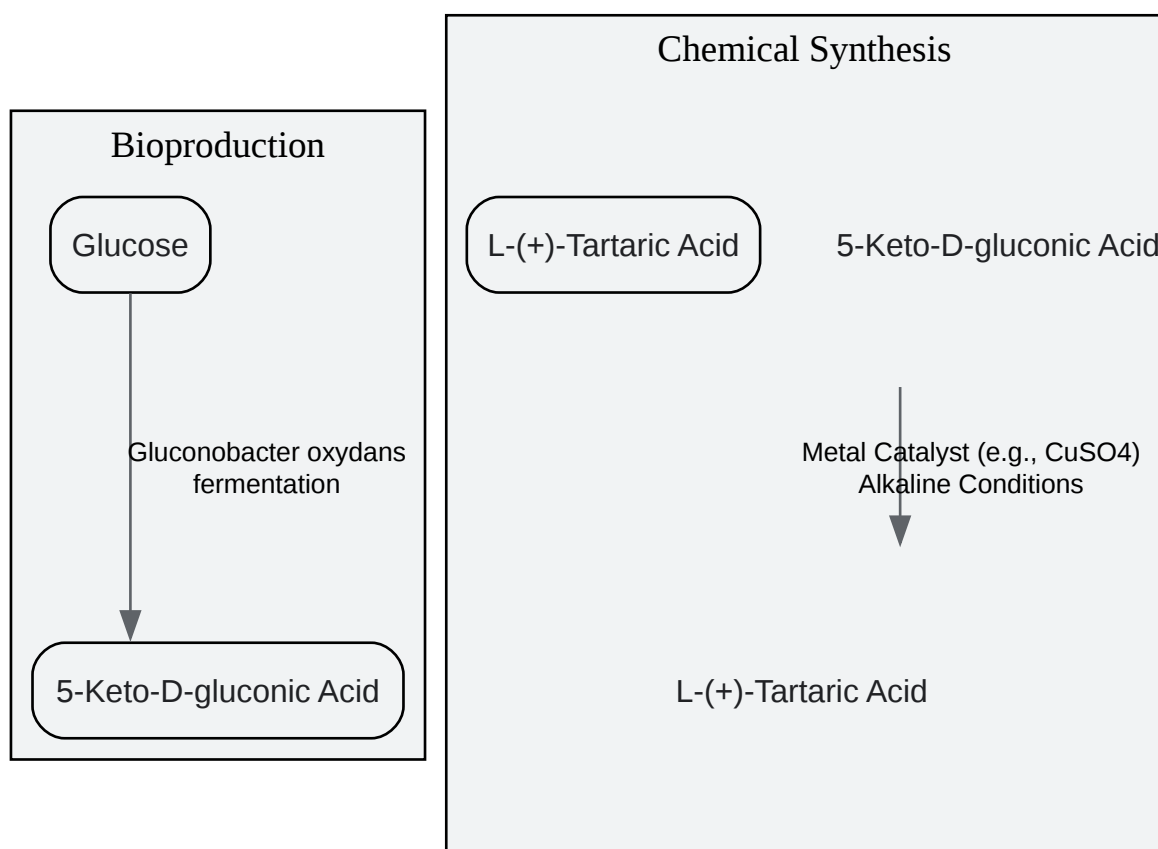 Chemical Synthesis
Bioproduction
Glucose
L-(+)-Tartaric Acid
5-Keto-D-gluconic Acid
Gluconobacter oxydans
fermentation
Metal Catalyst (e.g., CuSO4)
Alkaline Conditions
5-Keto-D-gluconic Acid
L-(+)-Tartaric Acid